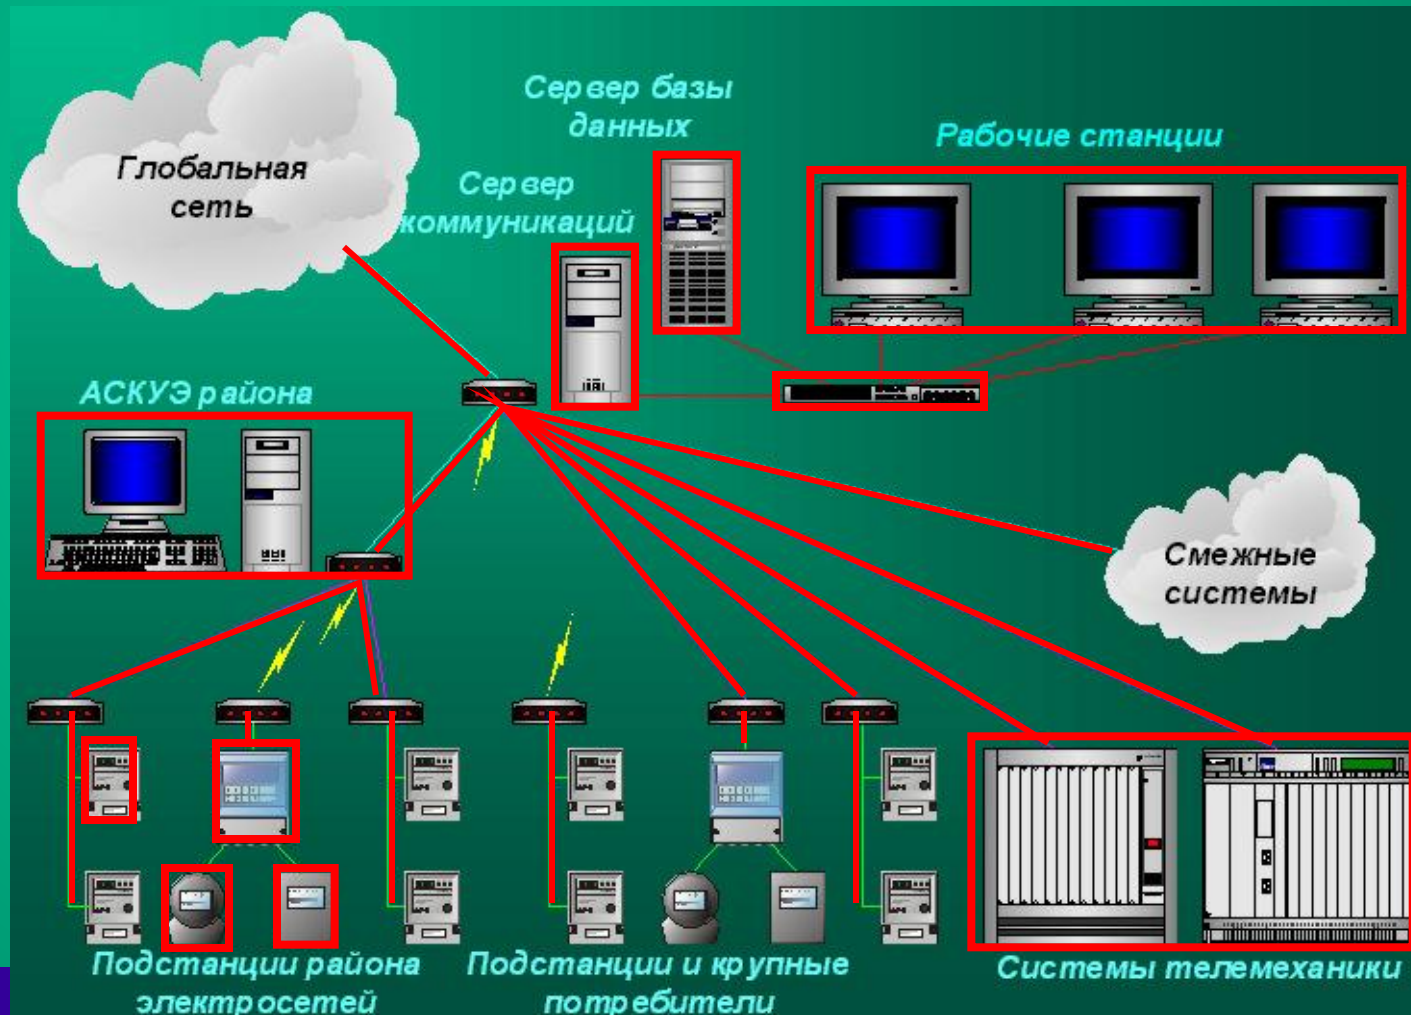 Глобальная
сеть
Сервер базы
данных
Сервер
коммуникаций
Рабочие станции
АСКУЭ района
Смежные
системы
Подстанции района
электросетей
Подстанции и крупные
потребители
Системы телемеханики